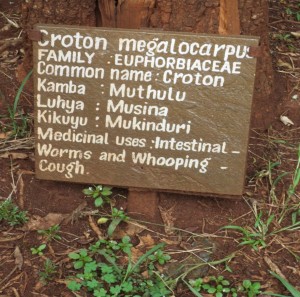 Croton megalocarpus
FAMILY : EUPHORBIACEAE
Common name : Croton
Kamba : Muthulu
Luhya : Musina
Kikuyu : Mukinduri
Medicinal uses : Intestinal -
Worms and Whooping -
Cough.